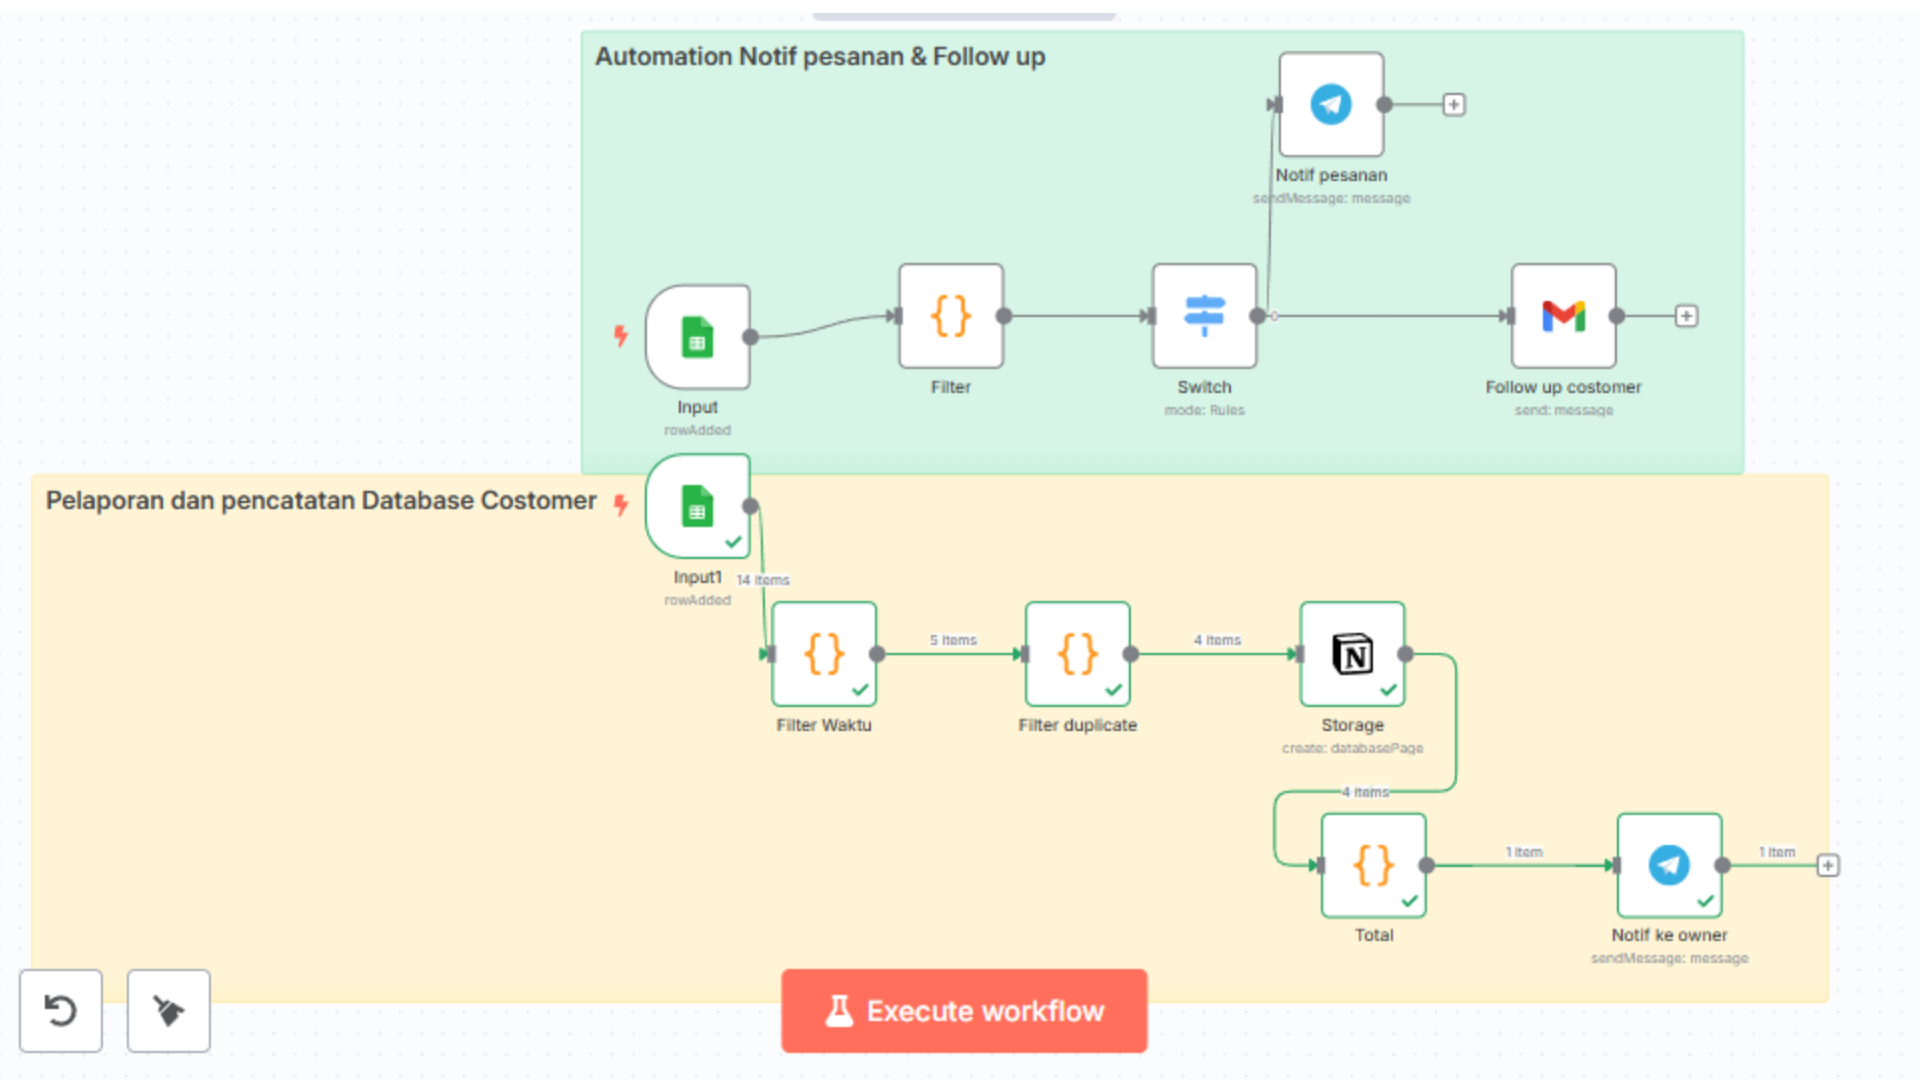 Automation Notif pesanan & Follow up
Notif pesanan
sendMessage: message
0
Input
rowAdded
Filter
Switch
mode: Rules
Follow up costomer
send: message
Pelaporan dan pencatatan Database Costomer
Input1
rowAdded
14 items
Filter Waktu
5 items
Filter duplicate
4 items
Storage
create: databasePage
4 items
Total
1 item
Notif ke owner
sendMessage: message
1 item
Execute workflow